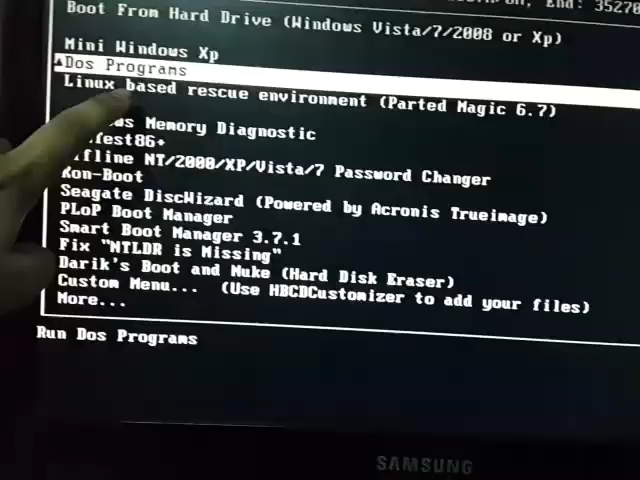 End: 35270
Boot From Hard Drive (Windows Vista/7/2008 or Xp)
Mini Windows Xp
Dos Programs
Linux based rescue environment (Parted Magic 6.7)
Memory Diagnostic
Offline NT/2000/XP/Vista/7 Password Changer
Kon-Boot
Seagate DiscWizard (Powered by Acronis Trueimage)
PLoP Boot Manager
Smart Boot Manager 3.7.1
Fix "NTLDR is Missing"
Darik's Boot and Nuke (Hard Disk Eraser)
Custom Menu... (Use HBCDCustomizer to add your files)
More...
Run Dos Programs
SAMSUNG